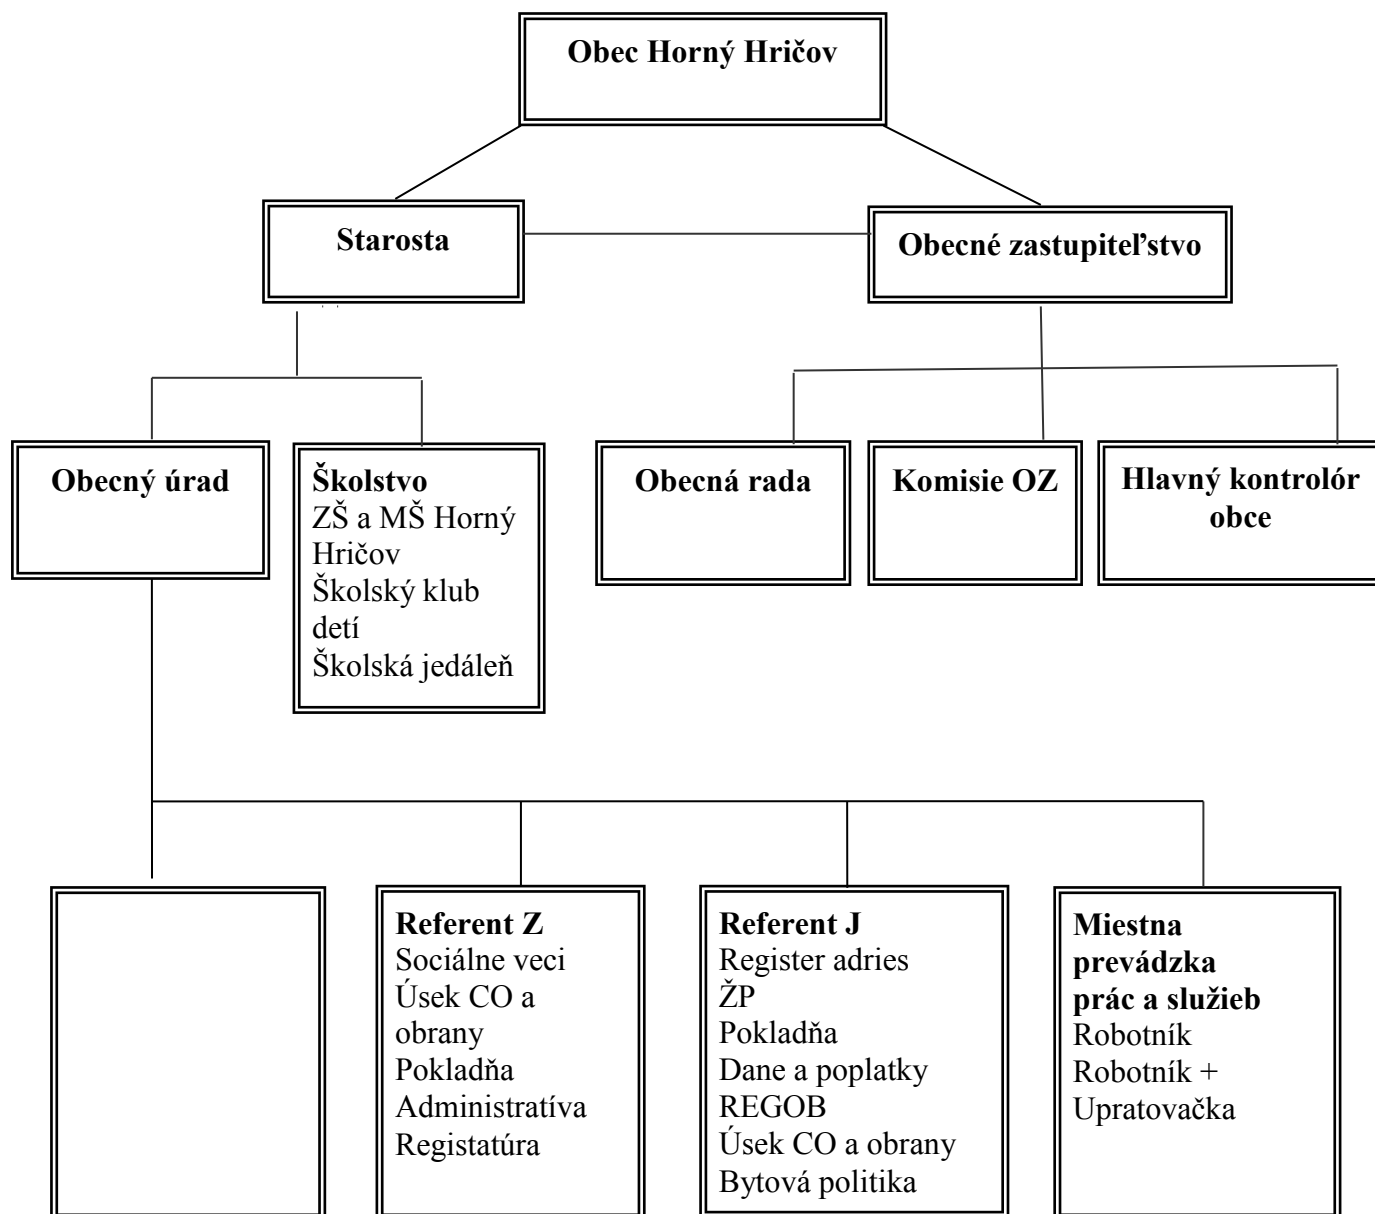 Obec Horný Hričov
Starosta
Obecné zastupiteľstvo
Obecný úrad
Školstvo
ZŠ a MŠ Horný
Hričov
Školský klub
detí
Školská jedáleň
Obecná rada
Komisie OZ
Hlavný kontrolór
obce
Referent Z
Sociálne veci
Úsek CO a
obrany
Pokladňa
Administratíva
Registatúra
Referent J
Register adries
ŽP
Pokladňa
Dane a poplatky
REGOB
Úsek CO a obrany
Bytová politika
Miestna
prevádzka
prác a služieb
Robotník
Robotník +
Upratovačka